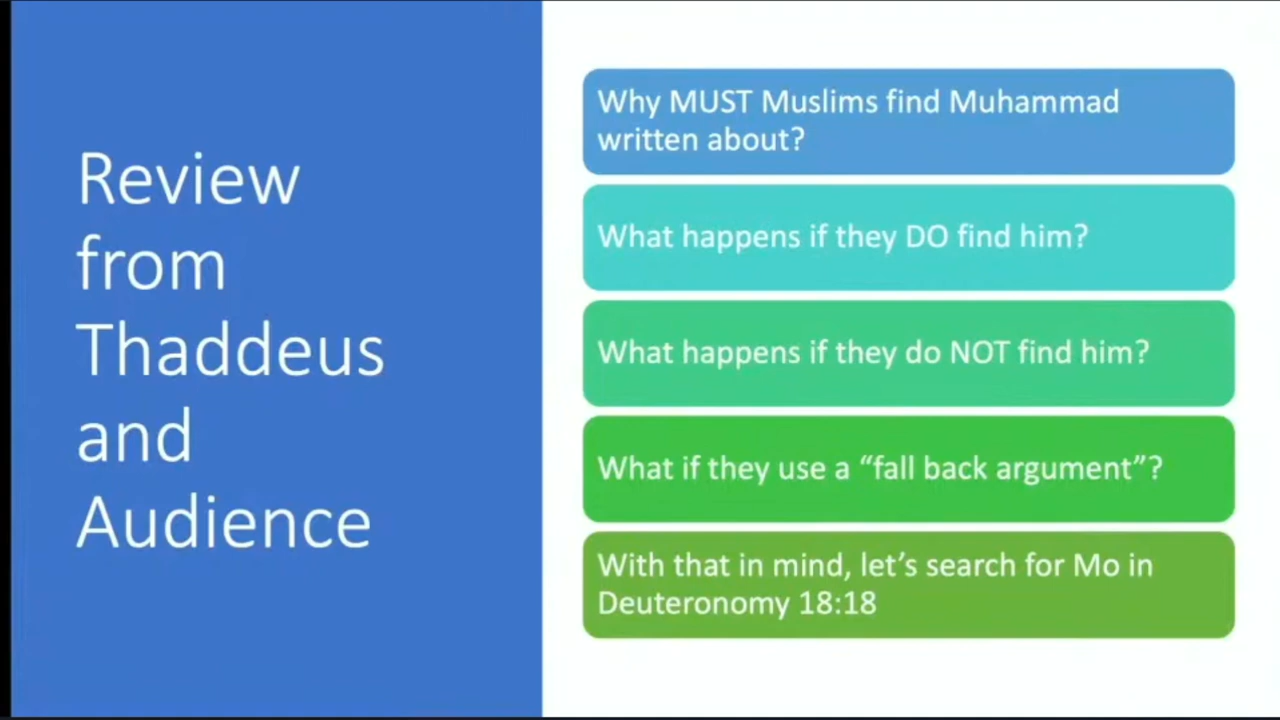 Review
from
Thaddeus
and
Audience
Why MUST Muslims find Muhammad
written about?
What happens if they DO find him?
What happens if they do NOT find him?
What if they use a “fall back argument”?
With that in mind, let’s search for Mo in
Deuteronomy 18:18